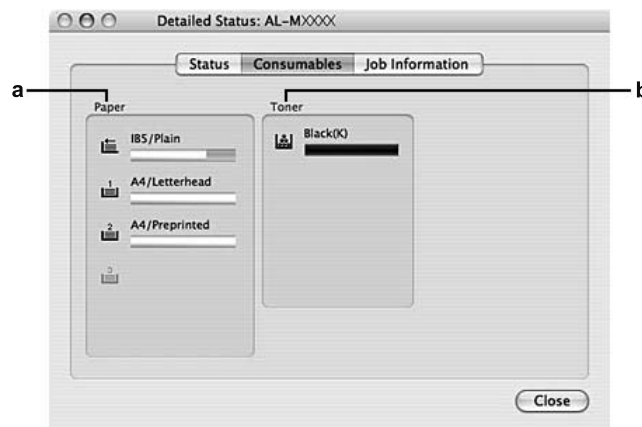 Detailed Status: AL-MXXXX
Status Consumables Job Information
a
b
Paper
Toner
IB5/Plain
Black(K)
1
A4/Letterhead
2
A4/Preprinted
3
Close